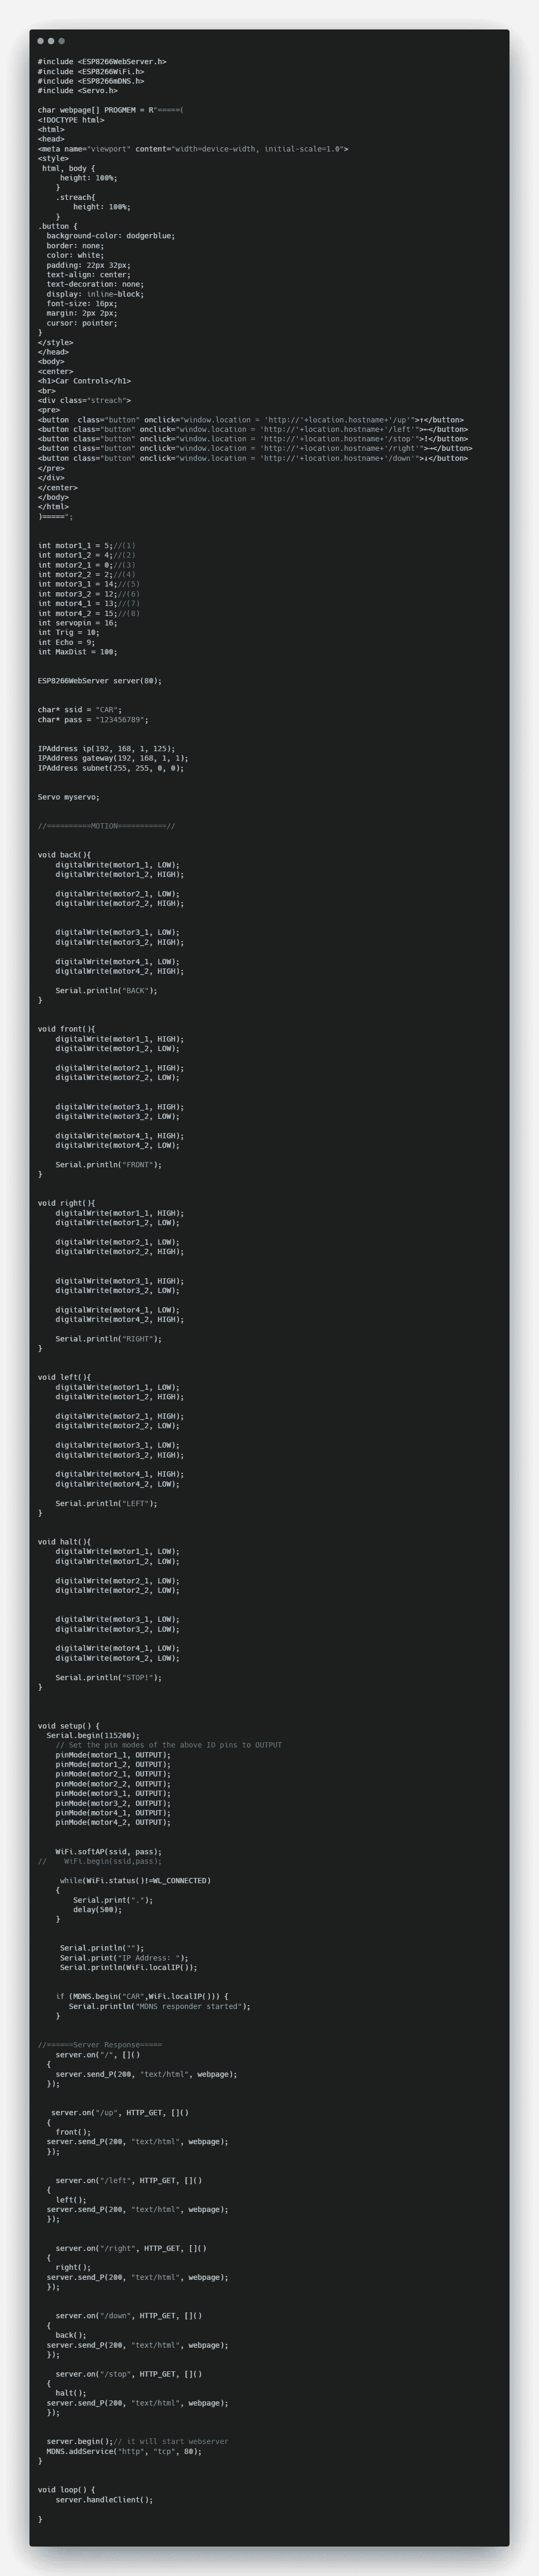 #include <ESP8266WebServer.h>
#include <ESP8266WiFi.h>
#include <ESP8266mDNS.h>
#include <Servo.h>
char webpage[] PROGMEM = R"=====(
<!DOCTYPE html>
<html>
<head>
<meta name="viewport" content="width=device-width, initial-scale=1.0">
<style>
html, body {
height: 100%;
}
.streach{
height: 100%;
}
.button {
background-color: dodgerblue;
border: none;
color: white;
padding: 22px 32px;
text-align: center;
text-decoration: none;
display: inline-block;
font-size: 16px;
margin: 2px 2px;
cursor: pointer;
}
</style>
</head>
<body>
<center>
<h1>Car Controls</h1>
<br>
<div class="streach">
<pre>
<button  class="button" onclick="window.location = 'http://'+location.hostname+'/up'">↑</button>
<button class="button" onclick="window.location = 'http://'+location.hostname+'/left'">←</button>
<button class="button" onclick="window.location = 'http://'+location.hostname+'/stop'">!</button>
<button class="button" onclick="window.location = 'http://'+location.hostname+'/right'">→</button>
<button class="button" onclick="window.location = 'http://'+location.hostname+'/down'">↓</button>
</pre>
</div>
</center>
</body>
</html>
)=====";
int motor1_1 = 5;//(1)
int motor1_2 = 4;//(2)
int motor2_1 = 0;//(3)
int motor2_2 = 2;//(4)
int motor3_1 = 14;//(5)
int motor3_2 = 12;//(6)
int motor4_1 = 13;//(7)
int motor4_2 = 15;//(8)
int servopin = 16;
int Trig = 10;
int Echo = 9;
int MaxDist = 100;
ESP8266WebServer server(80);
char* ssid = "CAR";
char* pass = "123456789";
IPAddress ip(192, 168, 1, 125);
IPAddress gateway(192, 168, 1, 1);
IPAddress subnet(255, 255, 0, 0);
Servo myservo;
//==========MOTION===========//
void back(){
digitalWrite(motor1_1, LOW);
digitalWrite(motor1_2, HIGH);
digitalWrite(motor2_1, LOW);
digitalWrite(motor2_2, HIGH);
digitalWrite(motor3_1, LOW);
digitalWrite(motor3_2, HIGH);
digitalWrite(motor4_1, LOW);
digitalWrite(motor4_2, HIGH);
Serial.println("BACK");
}
void front(){
digitalWrite(motor1_1, HIGH);
digitalWrite(motor1_2, LOW);
digitalWrite(motor2_1, HIGH);
digitalWrite(motor2_2, LOW);
digitalWrite(motor3_1, HIGH);
digitalWrite(motor3_2, LOW);
digitalWrite(motor4_1, HIGH);
digitalWrite(motor4_2, LOW);
Serial.println("FRONT");
}
void right(){
digitalWrite(motor1_1, HIGH);
digitalWrite(motor1_2, LOW);
digitalWrite(motor2_1, LOW);
digitalWrite(motor2_2, HIGH);
digitalWrite(motor3_1, HIGH);
digitalWrite(motor3_2, LOW);
digitalWrite(motor4_1, LOW);
digitalWrite(motor4_2, HIGH);
Serial.println("RIGHT");
}
void left(){
digitalWrite(motor1_1, LOW);
digitalWrite(motor1_2, HIGH);
digitalWrite(motor2_1, HIGH);
digitalWrite(motor2_2, LOW);
digitalWrite(motor3_1, LOW);
digitalWrite(motor3_2, HIGH);
digitalWrite(motor4_1, HIGH);
digitalWrite(motor4_2, LOW);
Serial.println("LEFT");
}
void halt(){
digitalWrite(motor1_1, LOW);
digitalWrite(motor1_2, LOW);
digitalWrite(motor2_1, LOW);
digitalWrite(motor2_2, LOW);
digitalWrite(motor3_1, LOW);
digitalWrite(motor3_2, LOW);
digitalWrite(motor4_1, LOW);
digitalWrite(motor4_2, LOW);
Serial.println("STOP!");
}
void setup() {
Serial.begin(115200);
// Set the pin modes of the above IO pins to OUTPUT
pinMode(motor1_1, OUTPUT);
pinMode(motor1_2, OUTPUT);
pinMode(motor2_1, OUTPUT);
pinMode(motor2_2, OUTPUT);
pinMode(motor3_1, OUTPUT);
pinMode(motor3_2, OUTPUT);
pinMode(motor4_1, OUTPUT);
pinMode(motor4_2, OUTPUT);
WiFi.softAP(ssid, pass);
//    WiFi.begin(ssid,pass);
while(WiFi.status()!=WL_CONNECTED)
{
Serial.print(".");
delay(500);
}
Serial.println("");
Serial.print("IP Address: ");
Serial.println(WiFi.localIP());
if (MDNS.begin("CAR",WiFi.localIP())) {
Serial.println("MDNS responder started");
}
//======Server Response=====
server.on("/", []()
{
server.send_P(200, "text/html", webpage);
});
server.on("/up", HTTP_GET, []()
{
front();
server.send_P(200, "text/html", webpage);
});
server.on("/left", HTTP_GET, []()
{
left();
server.send_P(200, "text/html", webpage);
});
server.on("/right", HTTP_GET, []()
{
right();
server.send_P(200, "text/html", webpage);
});
server.on("/down", HTTP_GET, []()
{
back();
server.send_P(200, "text/html", webpage);
});
server.on("/stop", HTTP_GET, []()
{
halt();
server.send_P(200, "text/html", webpage);
});
server.begin();// it will start webserver
MDNS.addService("http", "tcp", 80);
}
void loop() {
server.handleClient();
}